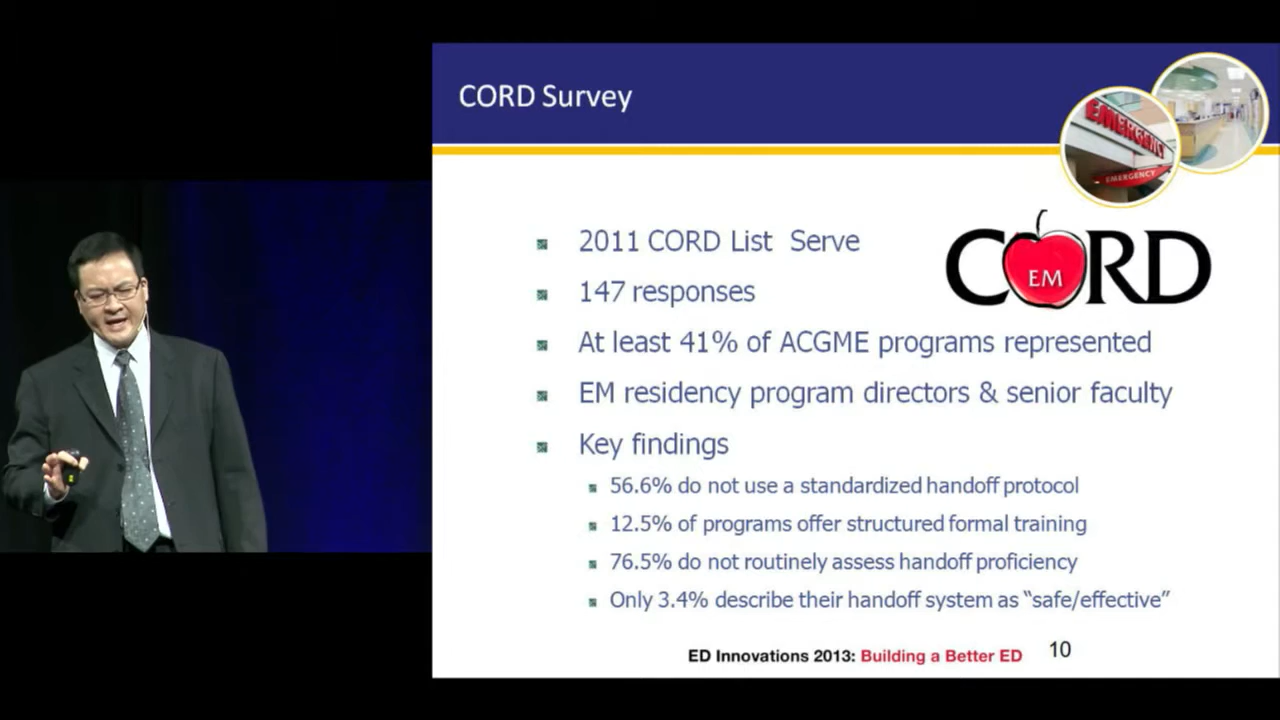 CORD Survey
EMERGENC
EMERGENCY
CORD
EM
2011 CORD List Serve
147 responses
At least 41% of ACGME programs represented
EM residency program directors & senior faculty
Key findings
56.6% do not use a standardized handoff protocol
12.5% of programs offer structured formal training
76.5% do not routinely assess handoff proficiency
Only 3.4% describe their handoff system as “safe/effective”
ED Innovations 2013: Building a Better ED
10